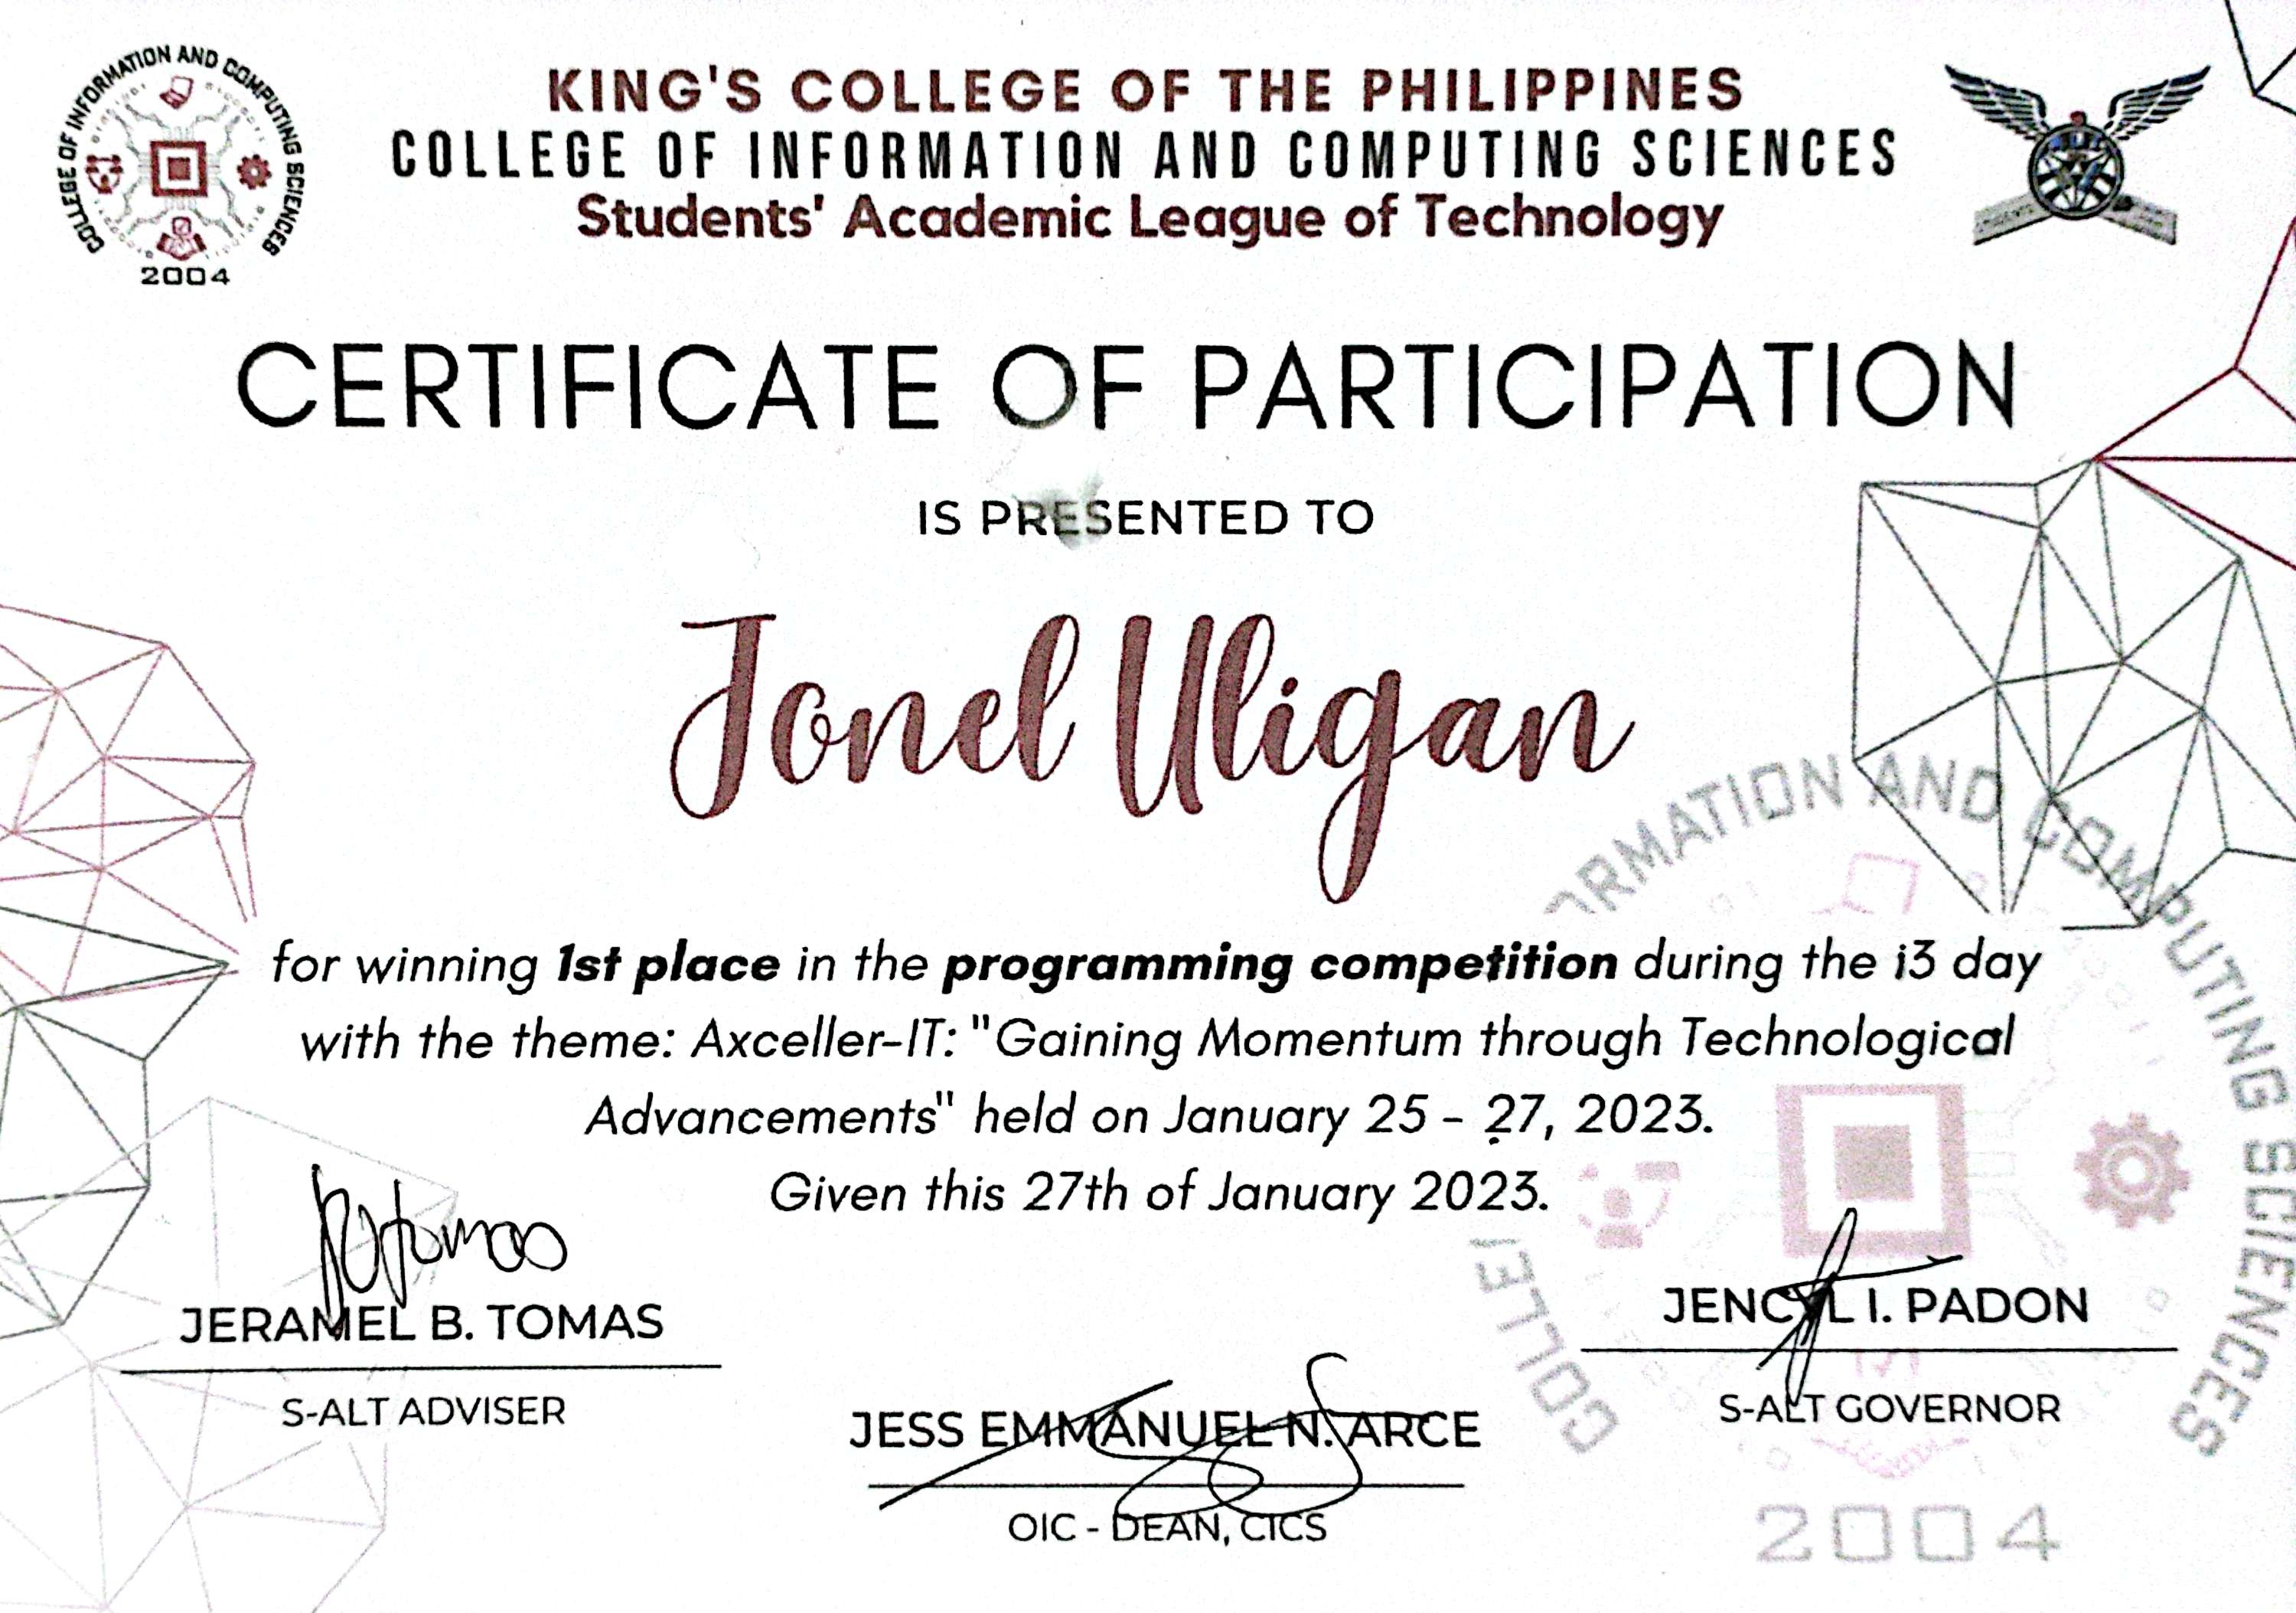 COLLEGE OF INFORMATION AND COMPUTING SCIENCES
2004
KING'S COLLEGE OF THE PHILIPPINES
COLLEGE OF INFORMATION AND COMPUTING SCIENCES
Students' Academic League of Technology
CERTIFICATE OF PARTICIPATION
IS PRESENTED TO
Jonel Uligan
for winning 1st place in the programming competition during the i3 day
with the theme: Axceller-IT: "Gaining Momentum through Technological
Advancements" held on January 25 - 27, 2023.
Given this 27th of January 2023.
JERAMEL B. TOMAS
S-ALT ADVISER
JENCYL I. PADON
S-ALT GOVERNOR
JESS EMMANUEL N. ARCE
OIC - DEAN, CICS
COLLE
ORMATION AND COMPUTING SCIENCES
2004